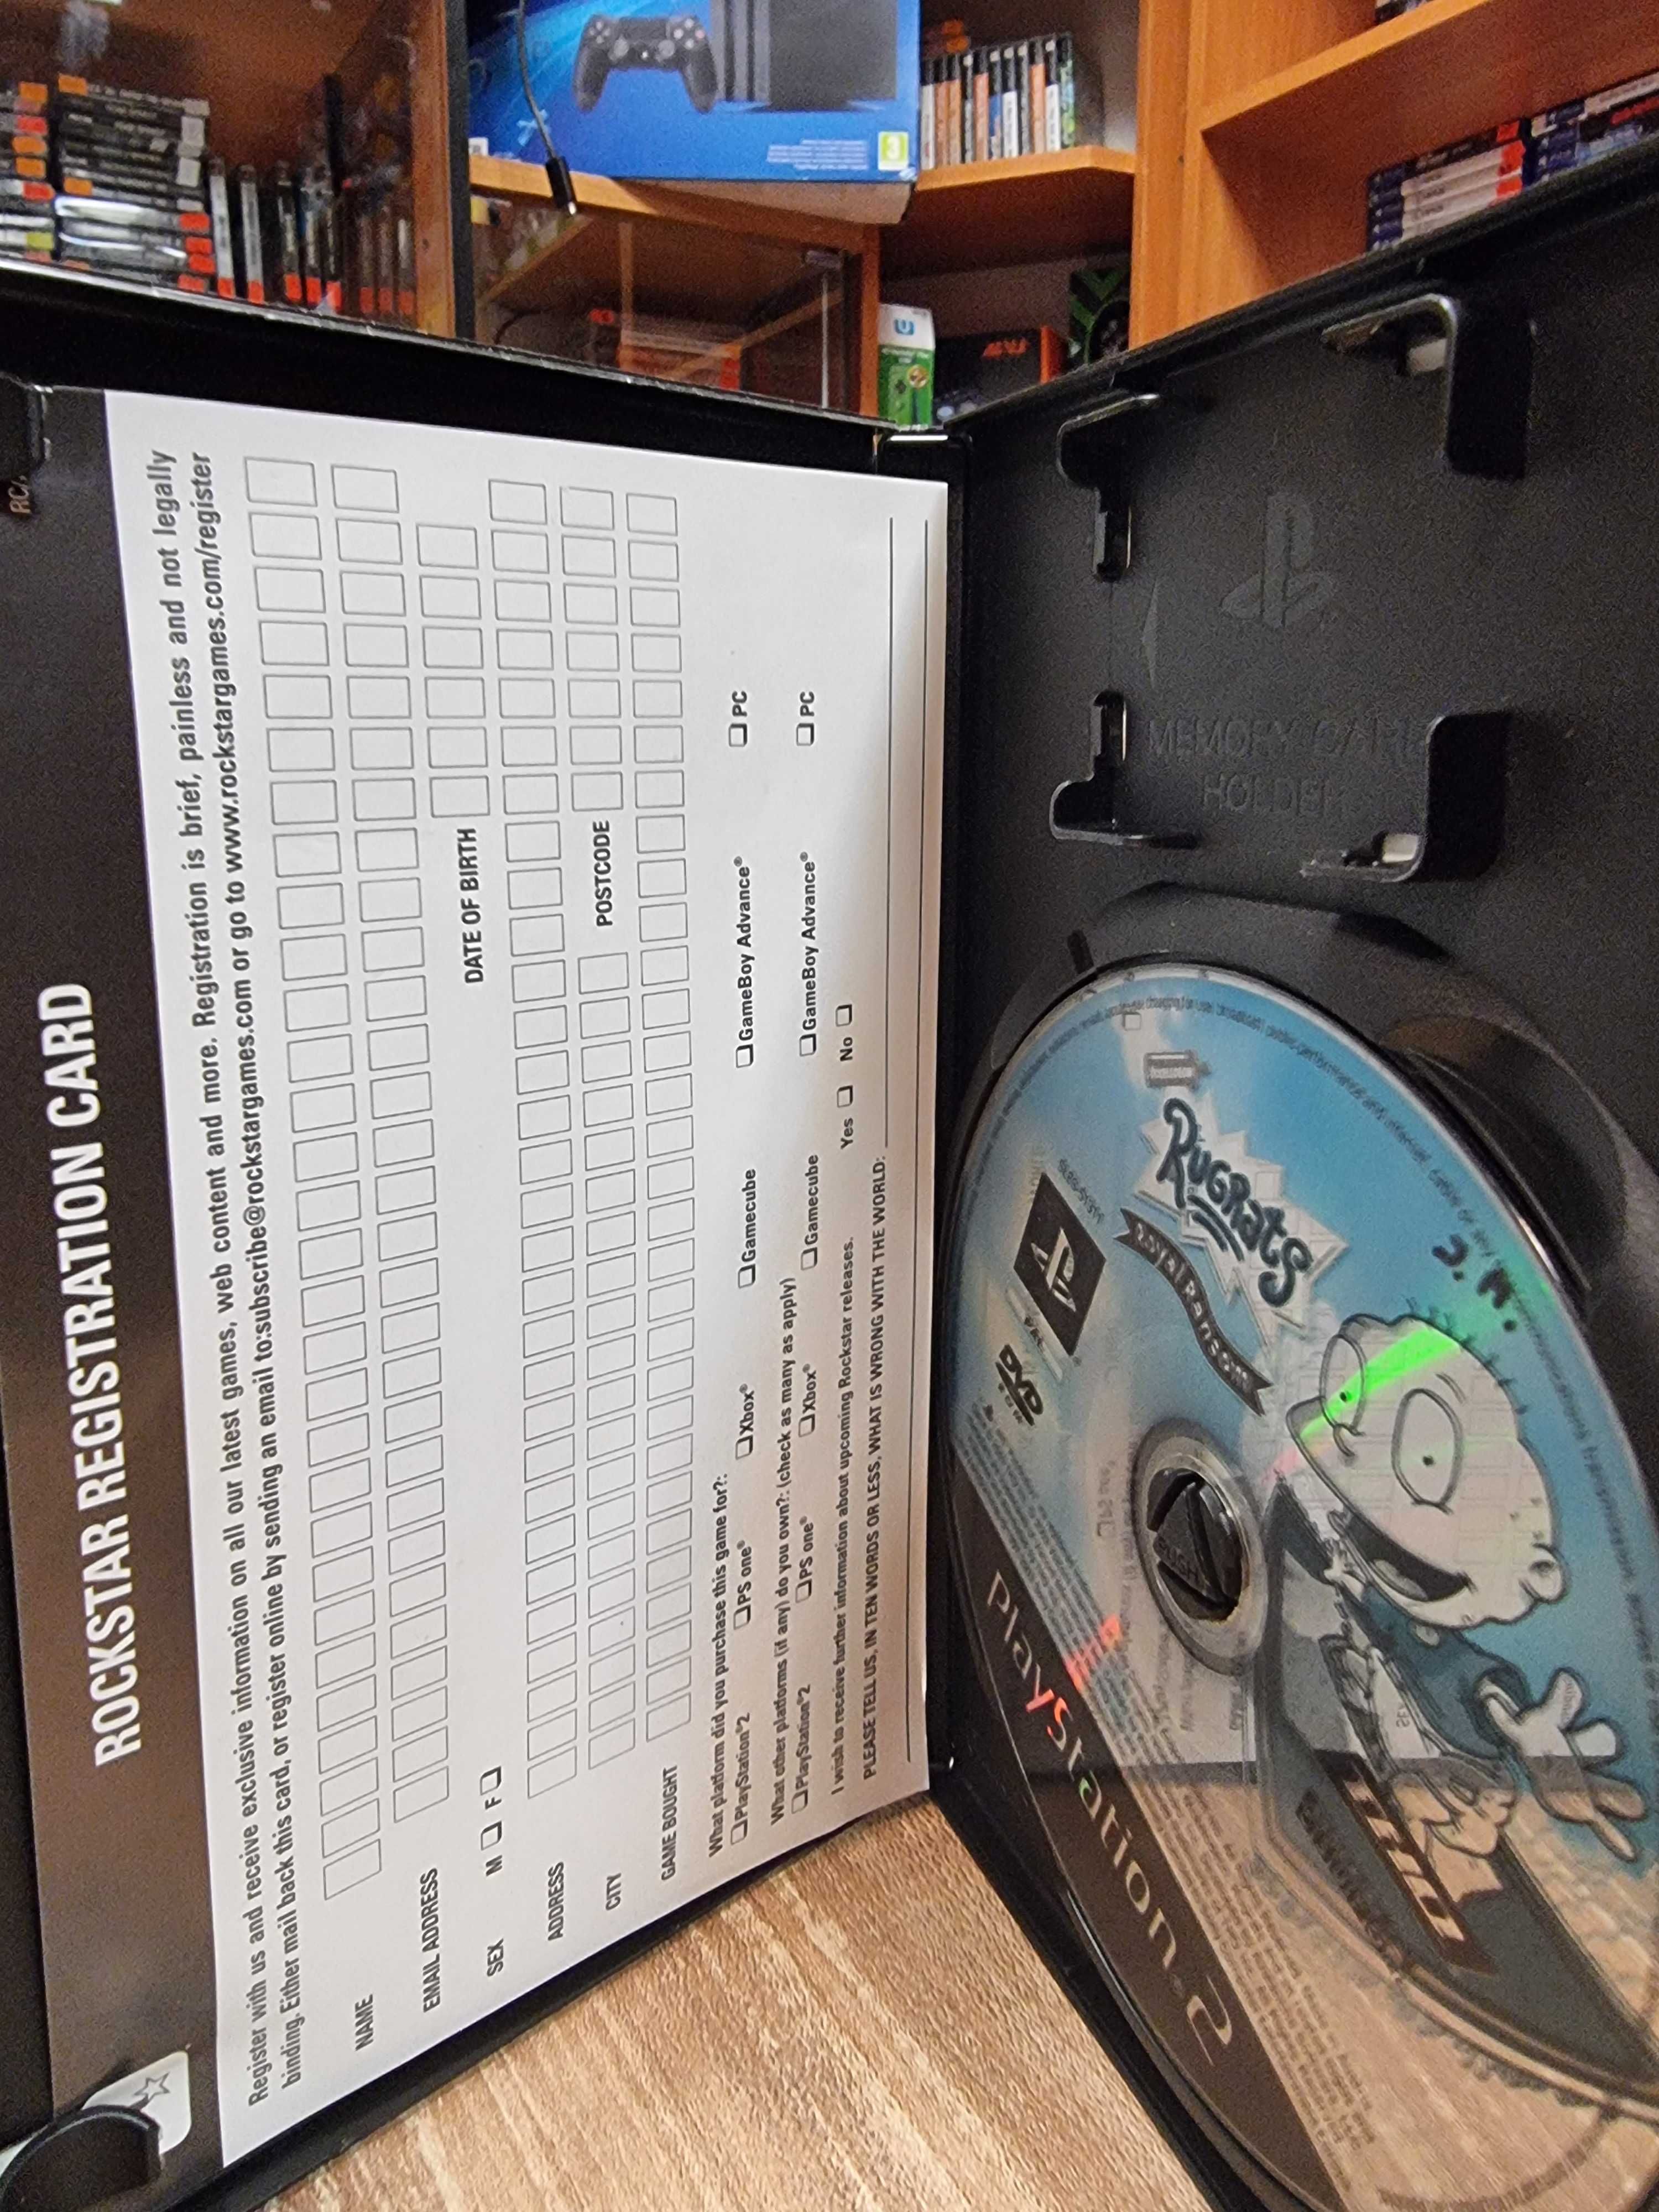 ROCKSTAR REGISTRATION CARD
Register with us and receive exclusive information on all our latest games, web content and more. Registration is brief, painless and not legally
binding. Either mail back this card, or register online by sending an email to:subscribe@rockstargames.com or go to www.rockstargames.com/register
NAME
EMAIL ADDRESS
SEX M F DATE OF BIRTH
ADDRESS
CITY POSTCODE
GAME BOUGHT
What platform did you purchase this game for?:
PlayStation®2 PS one® Xbox® Gamecube GameBoy Advance® PC
What other platforms (if any) do you own?: (check as many as apply)
PlayStation®2 PS one® Xbox® Gamecube GameBoy Advance® PC
I wish to receive further information about upcoming Rockstar releases. Yes No
PLEASE TELL US, IN TEN WORDS OR LESS, WHAT IS WRONG WITH THE WORLD:
MEMORY CARD
HOLDER
RUGRATS
Royal Ransom
PAL
DVD
PlayStation 2
THQ
PUSH
J. M.
3